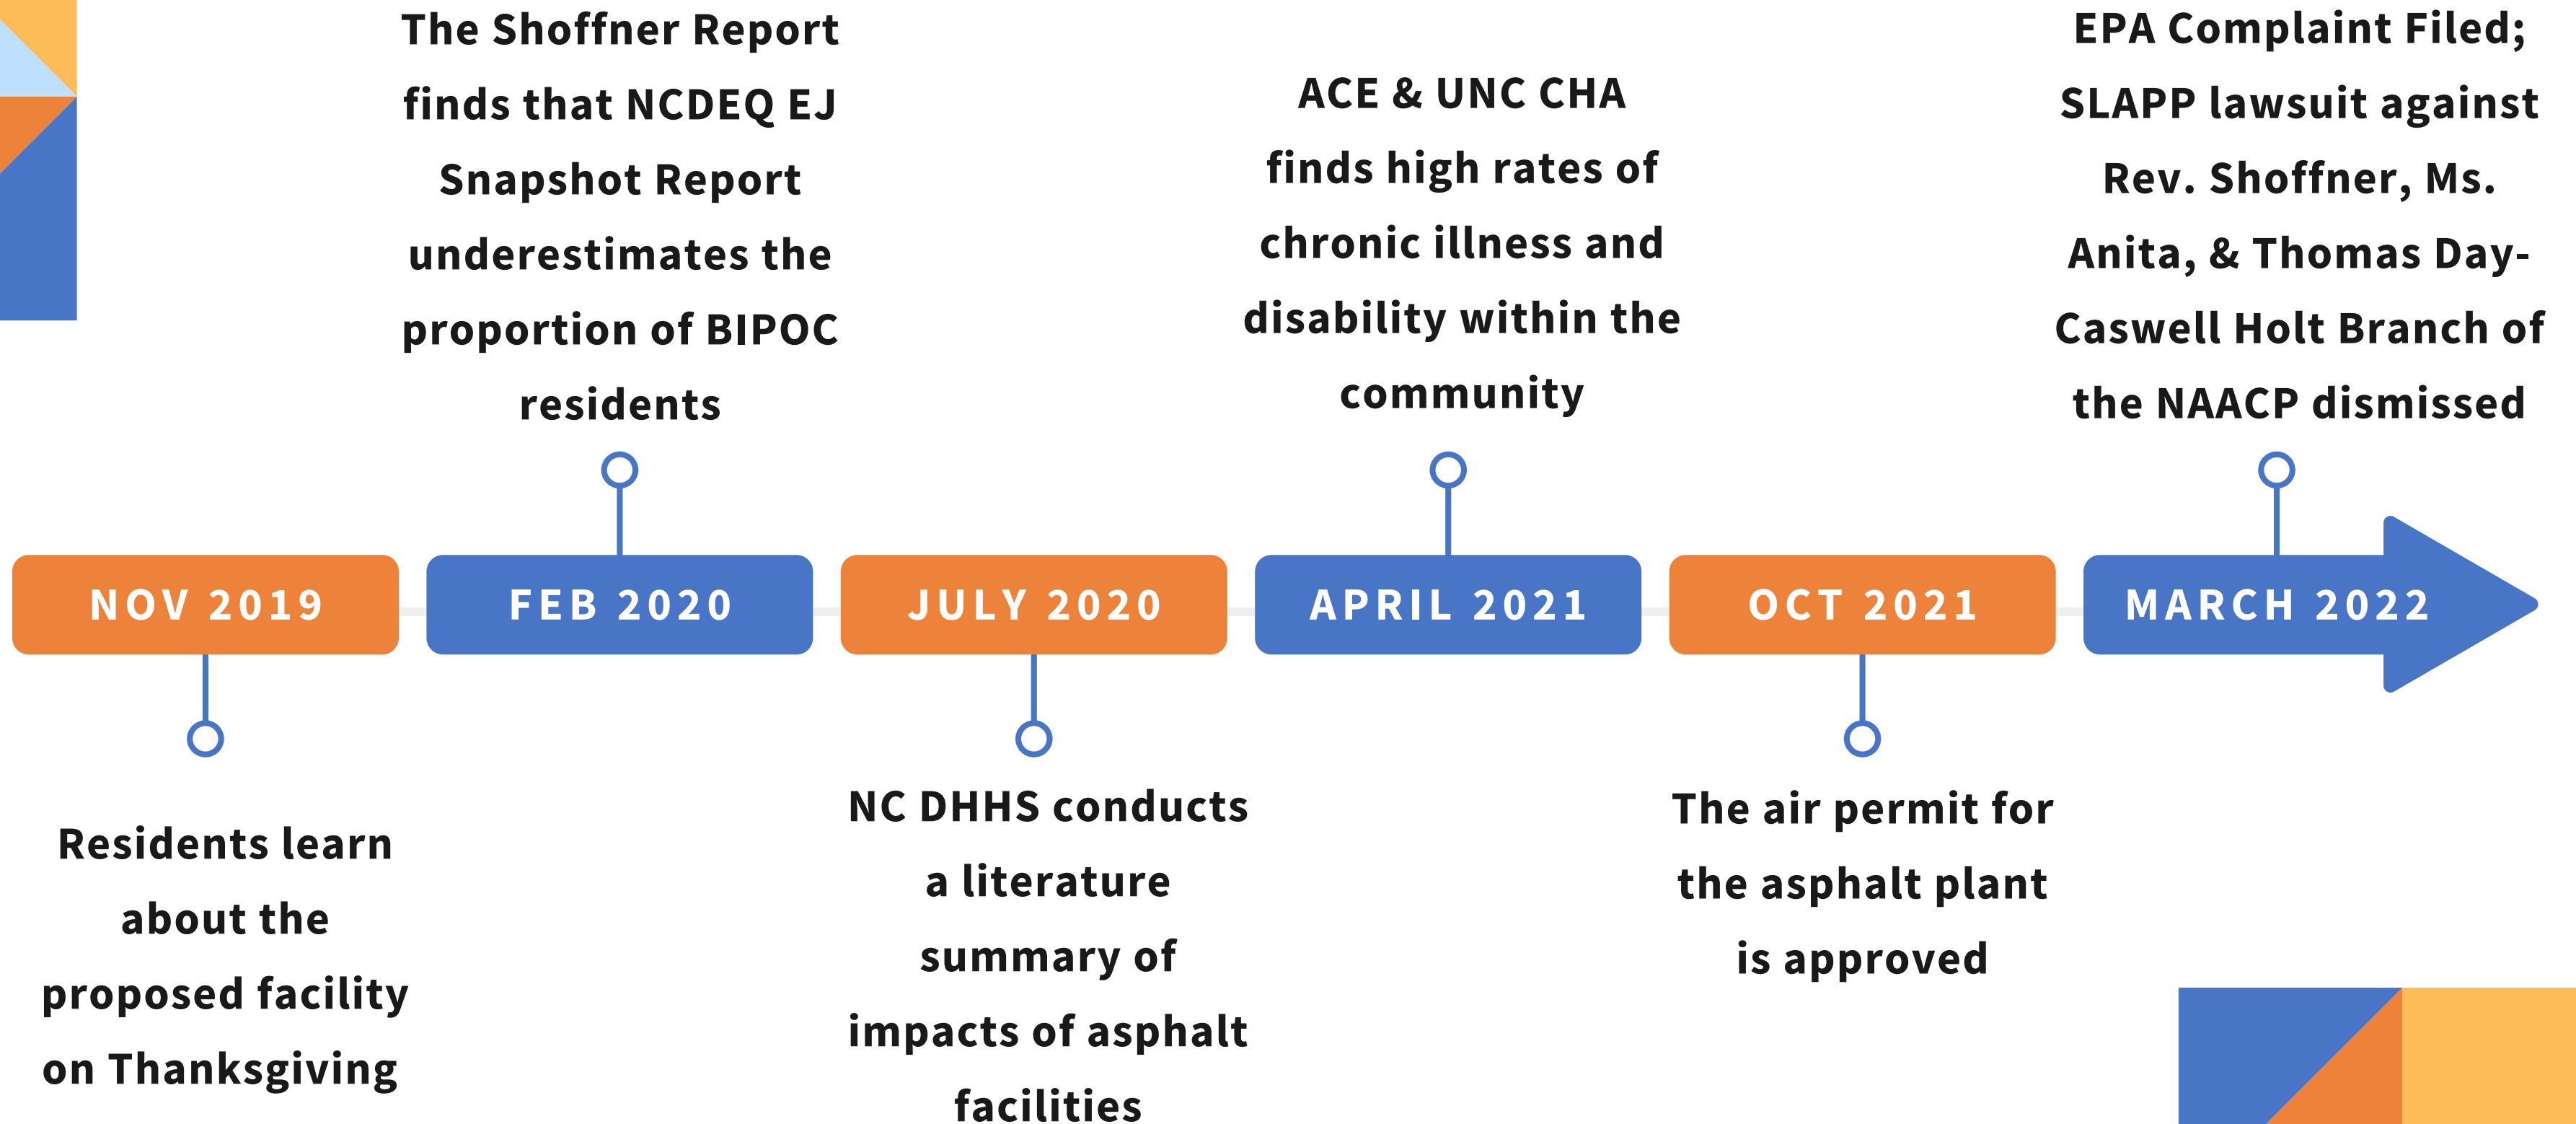 The Shoffner Report
finds that NCDEQ EJ
Snapshot Report
underestimates the
proportion of BIPOC
residents
ACE & UNC CHA
finds high rates of
chronic illness and
disability within the
community
EPA Complaint Filed;
SLAPP lawsuit against
Rev. Shoffner, Ms.
Anita, & Thomas Day-
Caswell Holt Branch of
the NAACP dismissed
NOV 2019
FEB 2020
JULY 2020
APRIL 2021
OCT 2021
MARCH 2022
Residents learn
about the
proposed facility
on Thanksgiving
NC DHHS conducts
a literature
summary of
impacts of asphalt
facilities
The air permit for
the asphalt plant
is approved